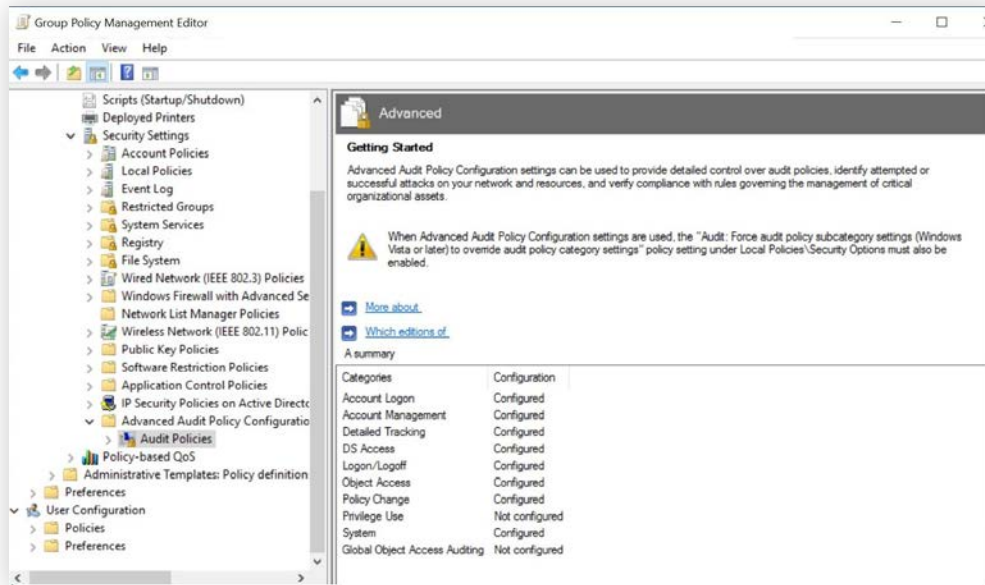 Group Policy Management Editor
File Action View Help
Scripts (Startup/Shutdown)
Deployed Printers
Security Settings
Account Policies
Local Policies
Event Log
Restricted Groups
System Services
Registry
File System
Wired Network (IEEE 802.3) Policies
Windows Firewall with Advanced Se
Network List Manager Policies
Wireless Network (IEEE 802.11) Polic
Public Key Policies
Software Restriction Policies
Application Control Policies
IP Security Policies on Active Directo
Advanced Audit Policy Configuratio
Audit Policies
Policy-based QoS
Administrative Templates: Policy definition
Preferences
User Configuration
Policies
Preferences
Advanced
Getting Started
Advanced Audit Policy Configuration settings can be used to provide detailed control over audit policies, identify attempted or
successful attacks on your network and resources, and verify compliance with rules governing the management of critical
organizational assets.
When Advanced Audit Policy Configuration settings are used, the "Audit: Force audit policy subcategory settings (Windows
Vista or later) to override audit policy category settings" policy setting under Local Policies\Security Options must also be
enabled.
More about
Which editions of
A summary
Categories Configuration
Account Logon Configured
Account Management Configured
Detailed Tracking Configured
DS Access Configured
Logon/Logoff Configured
Object Access Configured
Policy Change Configured
Privilege Use Not configured
System Configured
Global Object Access Auditing Not configured